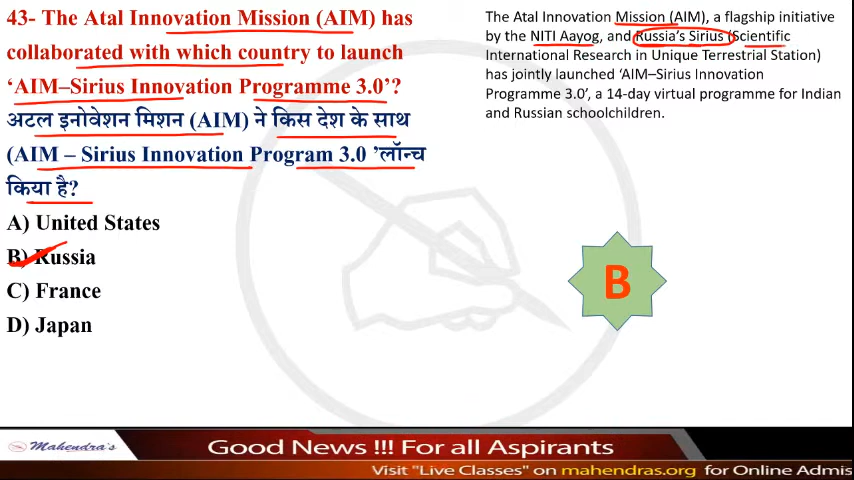 43- The Atal Innovation Mission (AIM) has
collaborated with which country to launch
‘AIM–Sirius Innovation Programme 3.0’?
अटल इनोवेशन मिशन (AIM) ने किस देश के साथ
(AIM – Sirius Innovation Program 3.0 ’लॉन्च
किया है?
A) United States
B) Russia
C) France
D) Japan
The Atal Innovation Mission (AIM), a flagship initiative
by the NITI Aayog, and Russia’s Sirius (Scientific
International Research in Unique Terrestrial Station)
has jointly launched ‘AIM–Sirius Innovation
Programme 3.0’, a 14-day virtual programme for Indian
and Russian schoolchildren.
B
Mahendra's
Good News !!! For all Aspirants
Visit "Live Classes" on mahendras.org for Online Admis